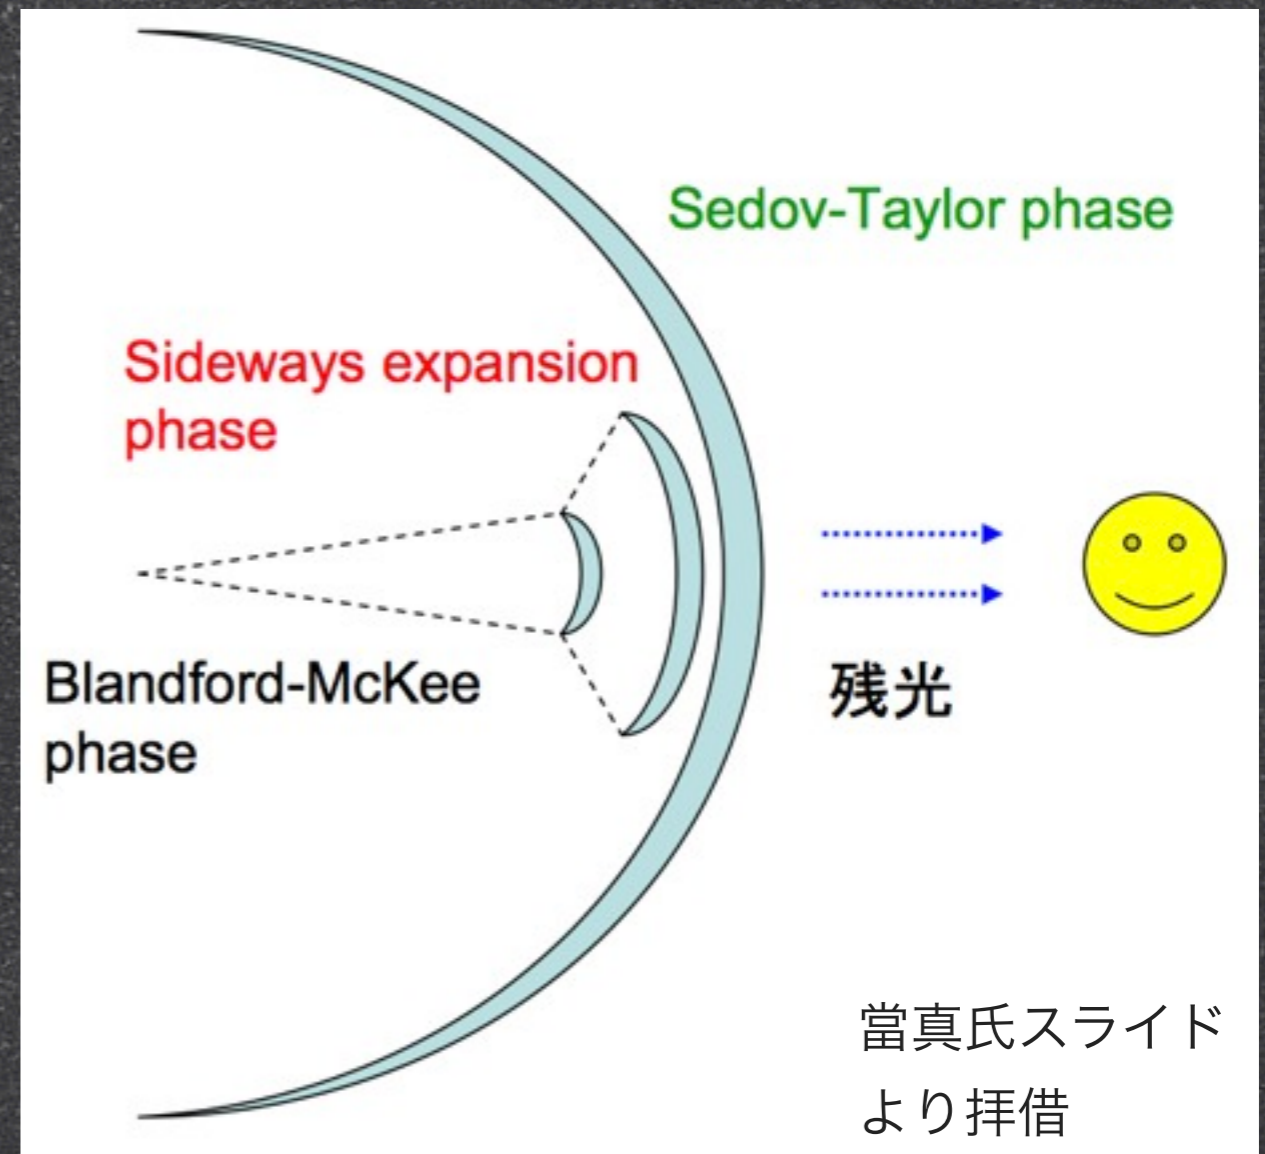 Sedov-Taylor phase
Sideways expansion
phase
Blandford-McKee
phase
残光
當真氏スライド
より拝借